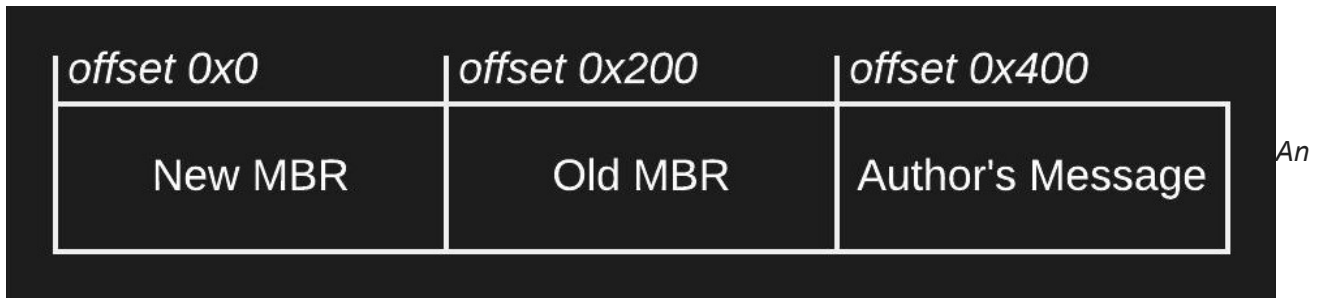 offset 0x0 offset 0x200 offset 0x400
New MBR Old MBR Author's Message
An